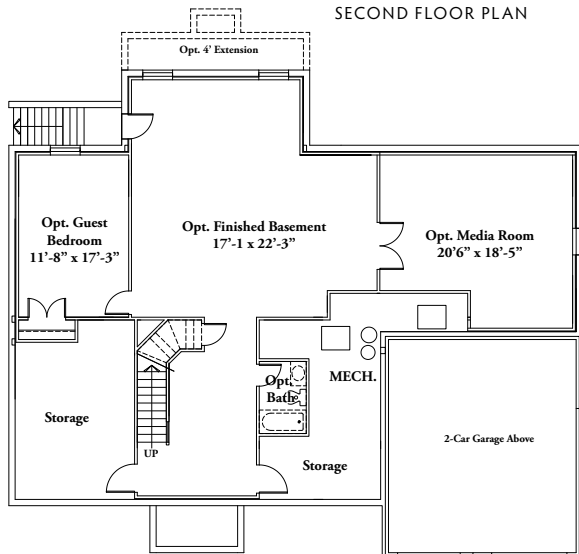 SECOND FLOOR PLAN
Opt. 4' Extension
Opt. Guest
Bedroom
11'-8" x 17'-3"
Opt. Finished Basement
17'-1 x 22'-3"
Opt. Media Room
20'6" x 18'-5"
MECH.
Opt.
Bath
Storage
UP
Storage
2-Car Garage Above